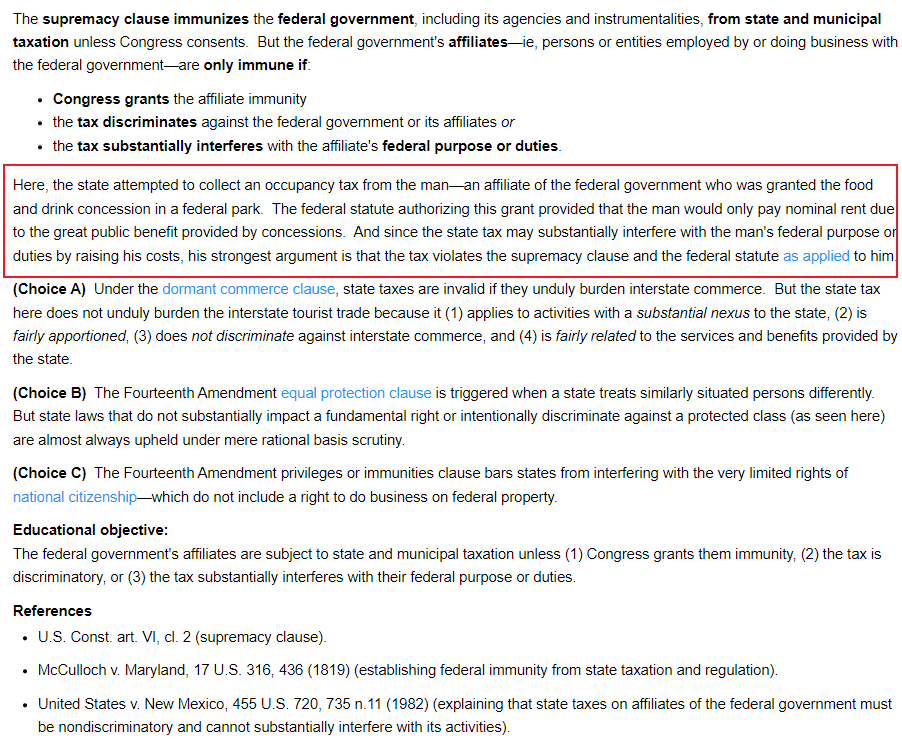 The supremacy clause immunizes the federal government, including its agencies and instrumentalities, from state and municipal
taxation unless Congress consents.  But the federal government's affiliates—ie, persons or entities employed by or doing business with
the federal government—are only immune if:
• Congress grants the affiliate immunity
• the tax discriminates against the federal government or its affiliates or
• the tax substantially interferes with the affiliate's federal purpose or duties.
Here, the state attempted to collect an occupancy tax from the man—an affiliate of the federal government who was granted the food
and drink concession in a federal park.  The federal statute authorizing this grant provided that the man would only pay nominal rent due
to the great public benefit provided by concessions.  And since the state tax may substantially interfere with the man's federal purpose or
duties by raising his costs, his strongest argument is that the tax violates the supremacy clause and the federal statute as applied to him.
(Choice A)  Under the dormant commerce clause, state taxes are invalid if they unduly burden interstate commerce.  But the state tax
here does not unduly burden the interstate tourist trade because it (1) applies to activities with a substantial nexus to the state, (2) is
fairly apportioned, (3) does not discriminate against interstate commerce, and (4) is fairly related to the services and benefits provided by
the state.
(Choice B)  The Fourteenth Amendment equal protection clause is triggered when a state treats similarly situated persons differently.
But state laws that do not substantially impact a fundamental right or intentionally discriminate against a protected class (as seen here)
are almost always upheld under mere rational basis scrutiny.
(Choice C)  The Fourteenth Amendment privileges or immunities clause bars states from interfering with the very limited rights of
national citizenship—which do not include a right to do business on federal property.
Educational objective:
The federal government's affiliates are subject to state and municipal taxation unless (1) Congress grants them immunity, (2) the tax is
discriminatory, or (3) the tax substantially interferes with their federal purpose or duties.
References
• U.S. Const. art. VI, cl. 2 (supremacy clause).
• McCulloch v. Maryland, 17 U.S. 316, 436 (1819) (establishing federal immunity from state taxation and regulation).
• United States v. New Mexico, 455 U.S. 720, 735 n.11 (1982) (explaining that state taxes on affiliates of the federal government must
be nondiscriminatory and cannot substantially interfere with its activities).